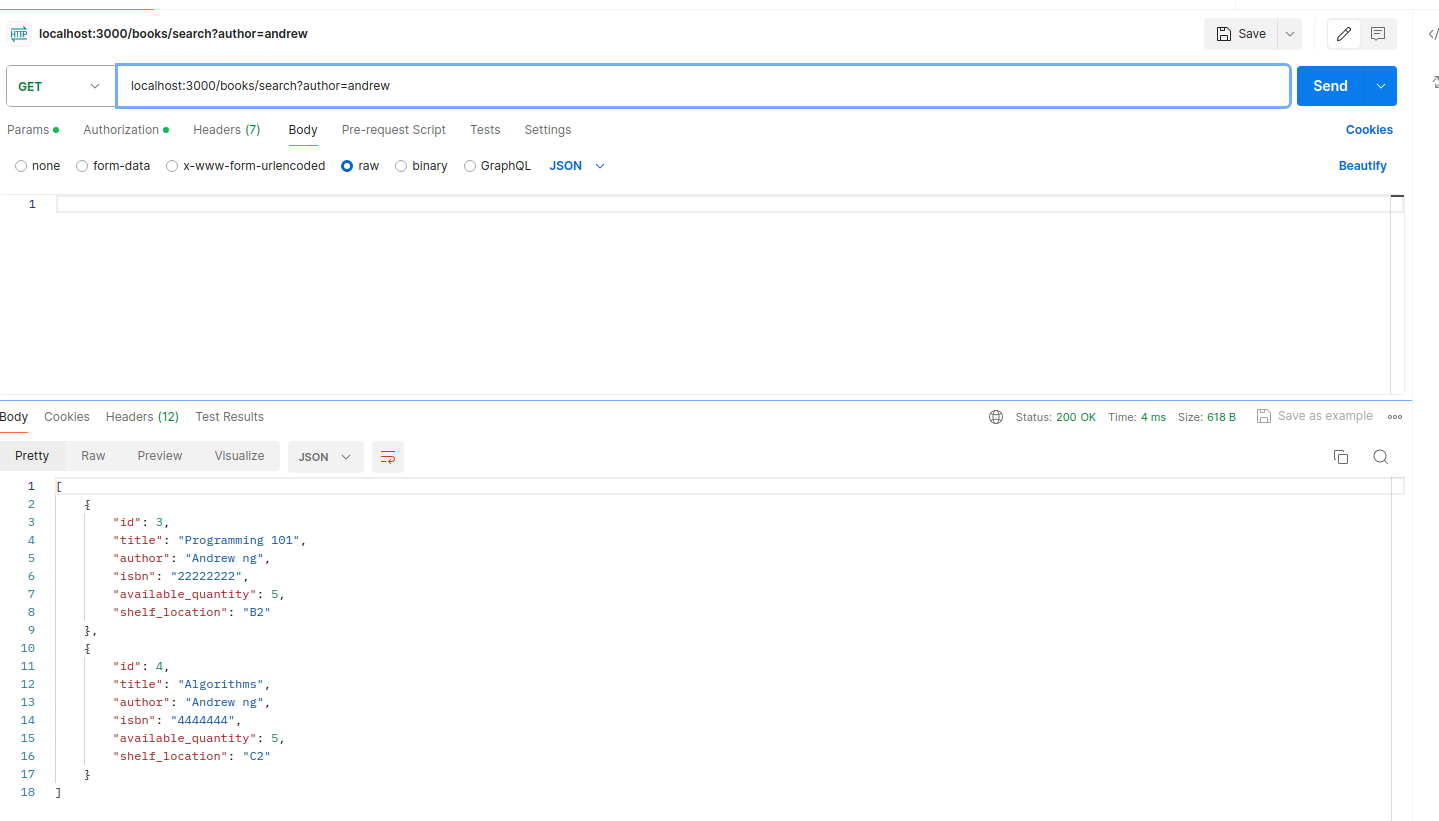 HTTP localhost:3000/books/search?author=andrew Save
GET localhost:3000/books/search?author=andrew Send
Params Authorization Headers (7) Body Pre-request Script Tests Settings Cookies
none form-data x-www-form-urlencoded raw binary GraphQL JSON Beautify
1
Body Cookies Headers (12) Test Results Status: 200 OK Time: 4 ms Size: 618 B Save as example
Pretty Raw Preview Visualize JSON
1 [
2 {
3 "id": 3,
4 "title": "Programming 101",
5 "author": "Andrew ng",
6 "isbn": "22222222",
7 "available_quantity": 5,
8 "shelf_location": "B2"
9 },
10 {
11 "id": 4,
12 "title": "Algorithms",
13 "author": "Andrew ng",
14 "isbn": "4444444",
15 "available_quantity": 5,
16 "shelf_location": "C2"
17 }
18 ]